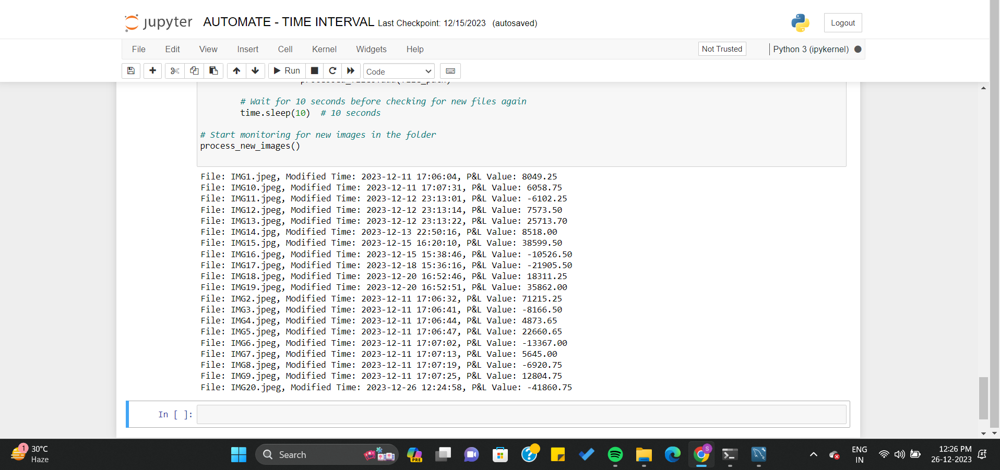 jupyter AUTOMATE - TIME INTERVAL Last Checkpoint: 12/15/2023 (autosaved)
Logout
File Edit View Insert Cell Kernel Widgets Help
Not Trusted
Python 3 (ipykernel)
Run
Code
# Wait for 10 seconds before checking for new files again
time.sleep(10)  # 10 seconds
# Start monitoring for new images in the folder
process_new_images()
File: IMG1.jpeg, Modified Time: 2023-12-11 17:06:04, P&L Value: 8049.25
File: IMG10.jpeg, Modified Time: 2023-12-11 17:07:31, P&L Value: 6058.75
File: IMG11.jpeg, Modified Time: 2023-12-12 23:13:01, P&L Value: -6102.25
File: IMG12.jpeg, Modified Time: 2023-12-12 23:13:14, P&L Value: 7573.50
File: IMG13.jpeg, Modified Time: 2023-12-12 23:13:22, P&L Value: 25713.70
File: IMG14.jpg, Modified Time: 2023-12-13 22:50:16, P&L Value: 8518.00
File: IMG15.jpg, Modified Time: 2023-12-15 16:20:10, P&L Value: 38599.50
File: IMG16.jpeg, Modified Time: 2023-12-15 15:38:46, P&L Value: -10526.50
File: IMG17.jpeg, Modified Time: 2023-12-18 15:36:16, P&L Value: -21905.50
File: IMG18.jpeg, Modified Time: 2023-12-20 16:52:46, P&L Value: 18311.25
File: IMG19.jpeg, Modified Time: 2023-12-20 16:52:51, P&L Value: 35862.00
File: IMG2.jpeg, Modified Time: 2023-12-11 17:06:32, P&L Value: 71215.25
File: IMG3.jpeg, Modified Time: 2023-12-11 17:06:41, P&L Value: -8166.50
File: IMG4.jpeg, Modified Time: 2023-12-11 17:06:44, P&L Value: 4873.65
File: IMG5.jpeg, Modified Time: 2023-12-11 17:06:47, P&L Value: 22660.65
File: IMG6.jpeg, Modified Time: 2023-12-11 17:07:02, P&L Value: -13367.00
File: IMG7.jpeg, Modified Time: 2023-12-11 17:07:13, P&L Value: 5645.00
File: IMG8.jpeg, Modified Time: 2023-12-11 17:07:19, P&L Value: -6920.75
File: IMG9.jpeg, Modified Time: 2023-12-11 17:07:25, P&L Value: 12804.75
File: IMG20.jpeg, Modified Time: 2023-12-26 12:24:58, P&L Value: -41860.75
In [ ]:
1
30°C
Haze
Search
PRE
S
ENG
IN
12:26 PM
26-12-2023